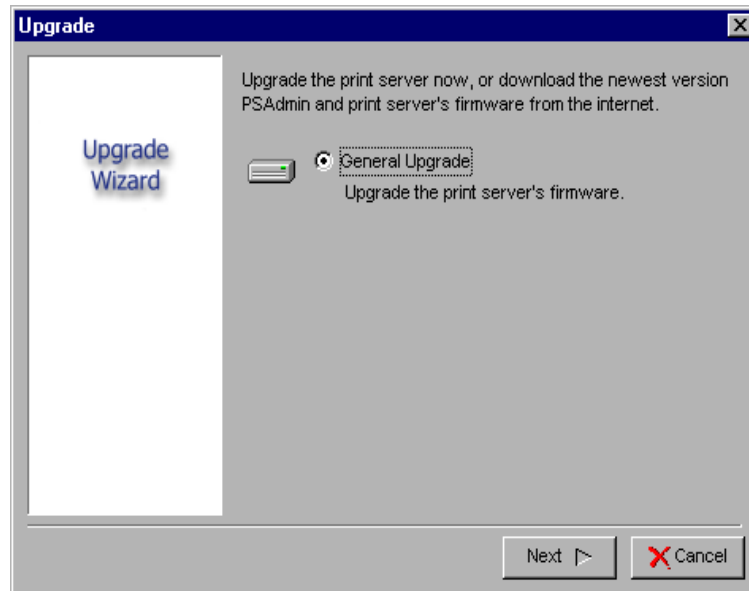 Upgrade
Upgrade the print server now, or download the newest version
PSAdmin and print server's firmware from the internet.
Upgrade
Wizard
General Upgrade
Upgrade the print server's firmware.
Next
Cancel